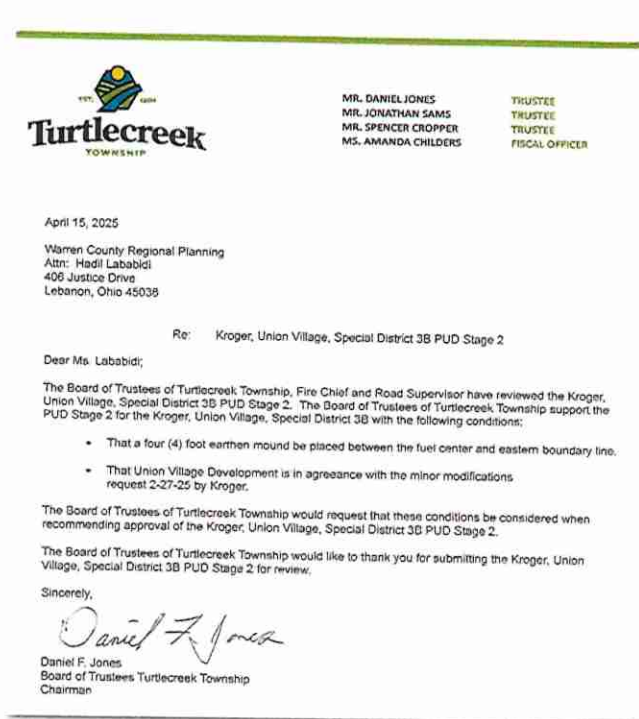 EST. 1804
Turtlecreek
TOWNSHIP
MR. DANIEL JONES TRUSTEE
MR. JONATHAN SAMS TRUSTEE
MR. SPENCER CROPPER TRUSTEE
MS. AMANDA CHILDERS FISCAL OFFICER
April 15, 2025
Warren County Regional Planning
Attn: Hadil Lababidi
406 Justice Drive
Lebanon, Ohio 45036
Re: Kroger, Union Village, Special District 3B PUD Stage 2
Dear Ms. Lababidi;
The Board of Trustees of Turtlecreek Township, Fire Chief and Road Supervisor have reviewed the Kroger,
Union Village, Special District 3B PUD Stage 2. The Board of Trustees of Turtlecreek Township support the
PUD Stage 2 for the Kroger, Union Village, Special District 3B with the following conditions:
• That a four (4) foot earthen mound be placed between the fuel center and eastern boundary line.
• That Union Village Development is in agreeance with the minor modifications
request 2-27-25 by Kroger.
The Board of Trustees of Turtlecreek Township would request that these conditions be considered when
recommending approval of the Kroger, Union Village, Special District 3B PUD Stage 2.
The Board of Trustees of Turtlecreek Township would like to thank you for submitting the Kroger, Union
Village, Special District 3B PUD Stage 2 for review.
Sincerely,
Daniel F. Jones
Daniel F. Jones
Board of Trustees Turtlecreek Township
Chairman